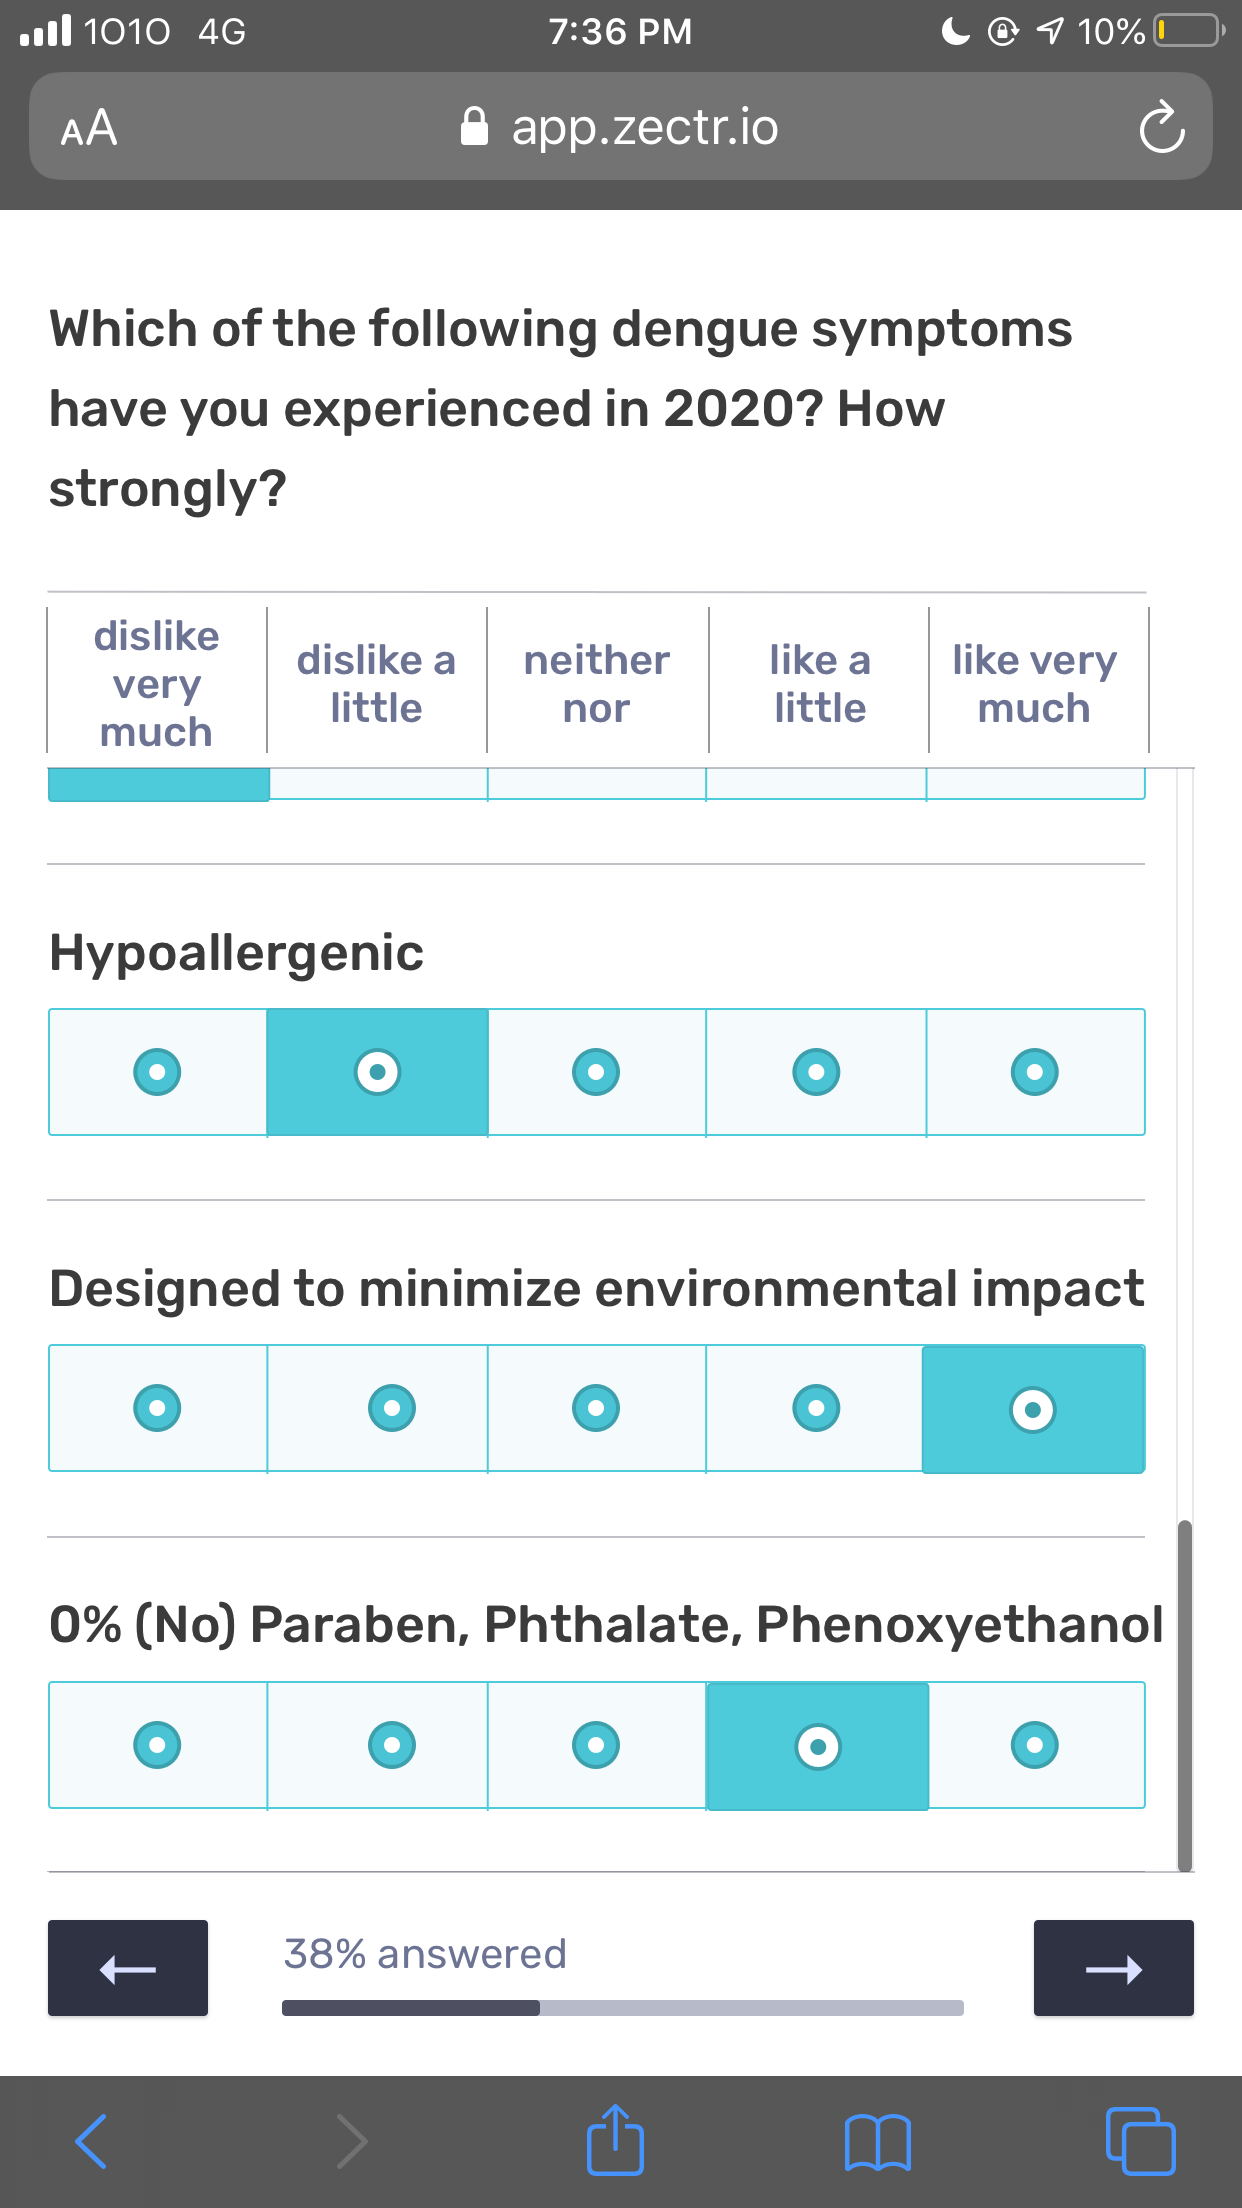 1010 4G 7:36 PM 10%
AA app.zectr.io
Which of the following dengue symptoms
have you experienced in 2020? How
strongly?
dislike very much
dislike a little
neither nor
like a little
like very much
Hypoallergenic
Designed to minimize environmental impact
0% (No) Paraben, Phthalate, Phenoxyethanol
38% answered